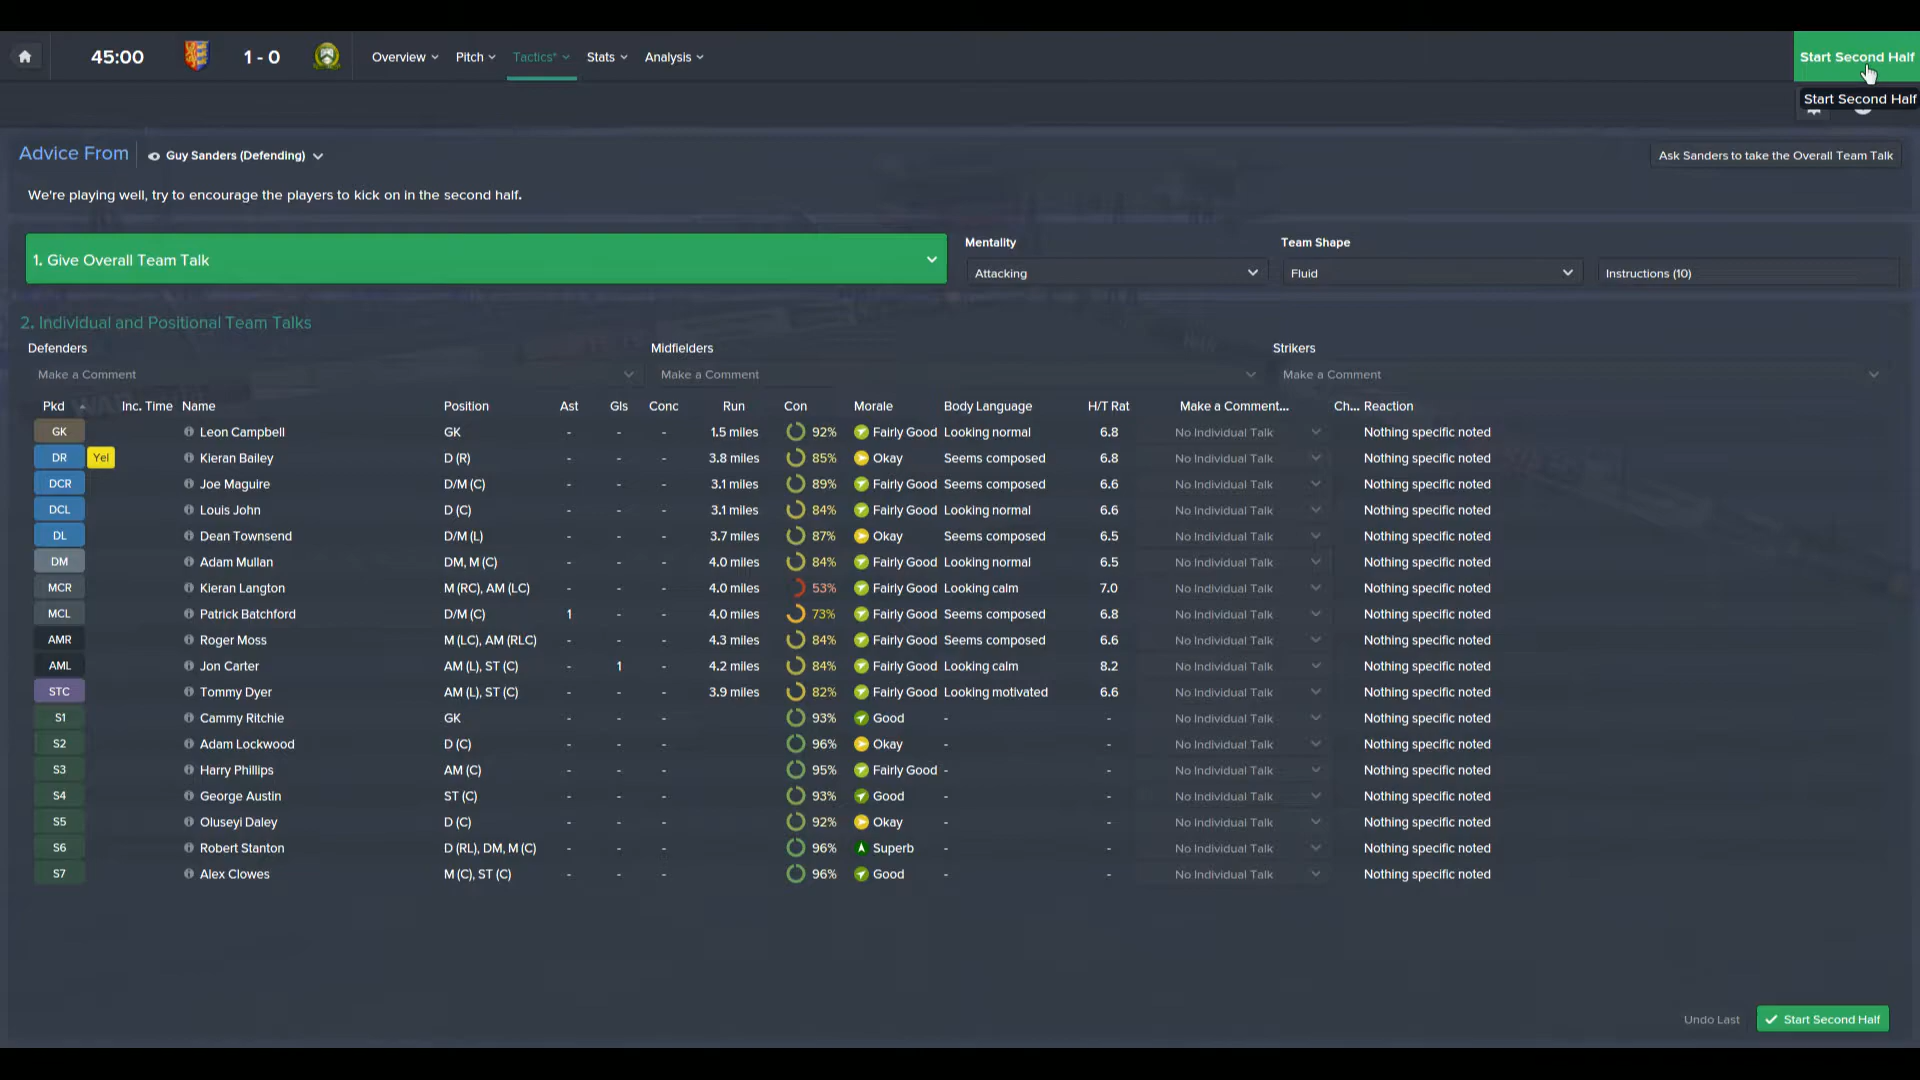 45:00 1 - 0 Overview Pitch Tactics* Stats Analysis Start Second Half
Start Second Half
Advice From Guy Sanders (Defending) Ask Sanders to take the Overall Team Talk
We're playing well, try to encourage the players to kick on in the second half.
Mentality Team Shape
1. Give Overall Team Talk Attacking Fluid Instructions (10)
2. Individual and Positional Team Talks
Defenders Midfielders Strikers
Make a Comment Make a Comment Make a Comment
Pkd Inc. Time Name Position Ast Gls Conc Run Con Morale Body Language H/T Rat Make a Comment... Ch... Reaction
GK Leon Campbell GK - - - 1.5 miles 92% Fairly Good Looking normal 6.8 No Individual Talk Nothing specific noted
DR Yel Kieran Bailey D (R) - - - 3.8 miles 85% Okay Seems composed 6.8 No Individual Talk Nothing specific noted
DCR Joe Maguire D/M (C) - - - 3.1 miles 89% Fairly Good Seems composed 6.6 No Individual Talk Nothing specific noted
DCL Louis John D (C) - - - 3.1 miles 84% Fairly Good Looking normal 6.6 No Individual Talk Nothing specific noted
DL Dean Townsend D/M (L) - - - 3.7 miles 87% Okay Seems composed 6.5 No Individual Talk Nothing specific noted
DM Adam Mullan DM, M (C) - - - 4.0 miles 84% Fairly Good Looking normal 6.5 No Individual Talk Nothing specific noted
MCR Kieran Langton M (RC), AM (LC) - - - 4.0 miles 53% Fairly Good Looking calm 7.0 No Individual Talk Nothing specific noted
MCL Patrick Batchford D/M (C) 1 - - 4.0 miles 73% Fairly Good Seems composed 6.8 No Individual Talk Nothing specific noted
AMR Roger Moss M (LC), AM (RLC) - - - 4.3 miles 84% Fairly Good Seems composed 6.6 No Individual Talk Nothing specific noted
AML Jon Carter AM (L), ST (C) - 1 - 4.2 miles 84% Fairly Good Looking calm 8.2 No Individual Talk Nothing specific noted
STC Tommy Dyer AM (L), ST (C) - - - 3.9 miles 82% Fairly Good Looking motivated 6.6 No Individual Talk Nothing specific noted
S1 Cammy Ritchie GK - - - 93% Good - - No Individual Talk Nothing specific noted
S2 Adam Lockwood D (C) - - - 96% Okay - - No Individual Talk Nothing specific noted
S3 Harry Phillips AM (C) - - - 95% Fairly Good - - No Individual Talk Nothing specific noted
S4 George Austin ST (C) - - - 93% Good - - No Individual Talk Nothing specific noted
S5 Oluseyi Daley D (C) - - - 92% Okay - - No Individual Talk Nothing specific noted
S6 Robert Stanton D (RL), DM, M (C) - - - 96% Superb - - No Individual Talk Nothing specific noted
S7 Alex Clowes M (C), ST (C) - - - 96% Good - - No Individual Talk Nothing specific noted
Undo Last Start Second Half